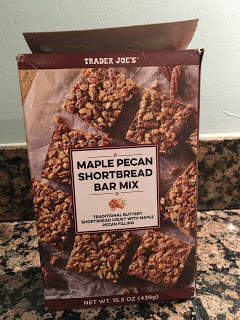 TRADER JOE'S
MAPLE PECAN
SHORTBREAD
BAR MIX
TRADITIONAL BUTTERY
SHORTBREAD CRUST WITH MAPLE
PECAN FILLING
NET WT. 15.5 OZ (439g)